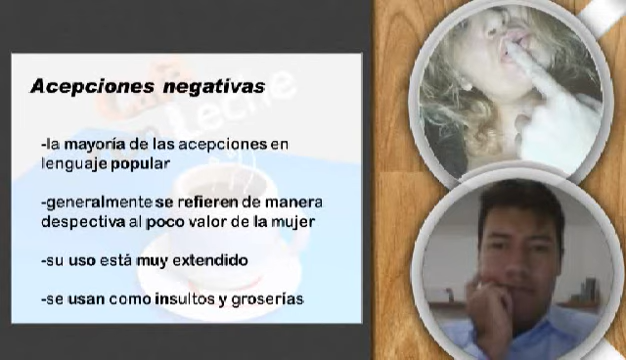 Acepciones negativas
-la mayoría de las acepciones en
lenguaje popular
-generalmente se refieren de manera
despectiva al poco valor de la mujer
-su uso está muy extendido
-se usan como insultos y groserías
Leche